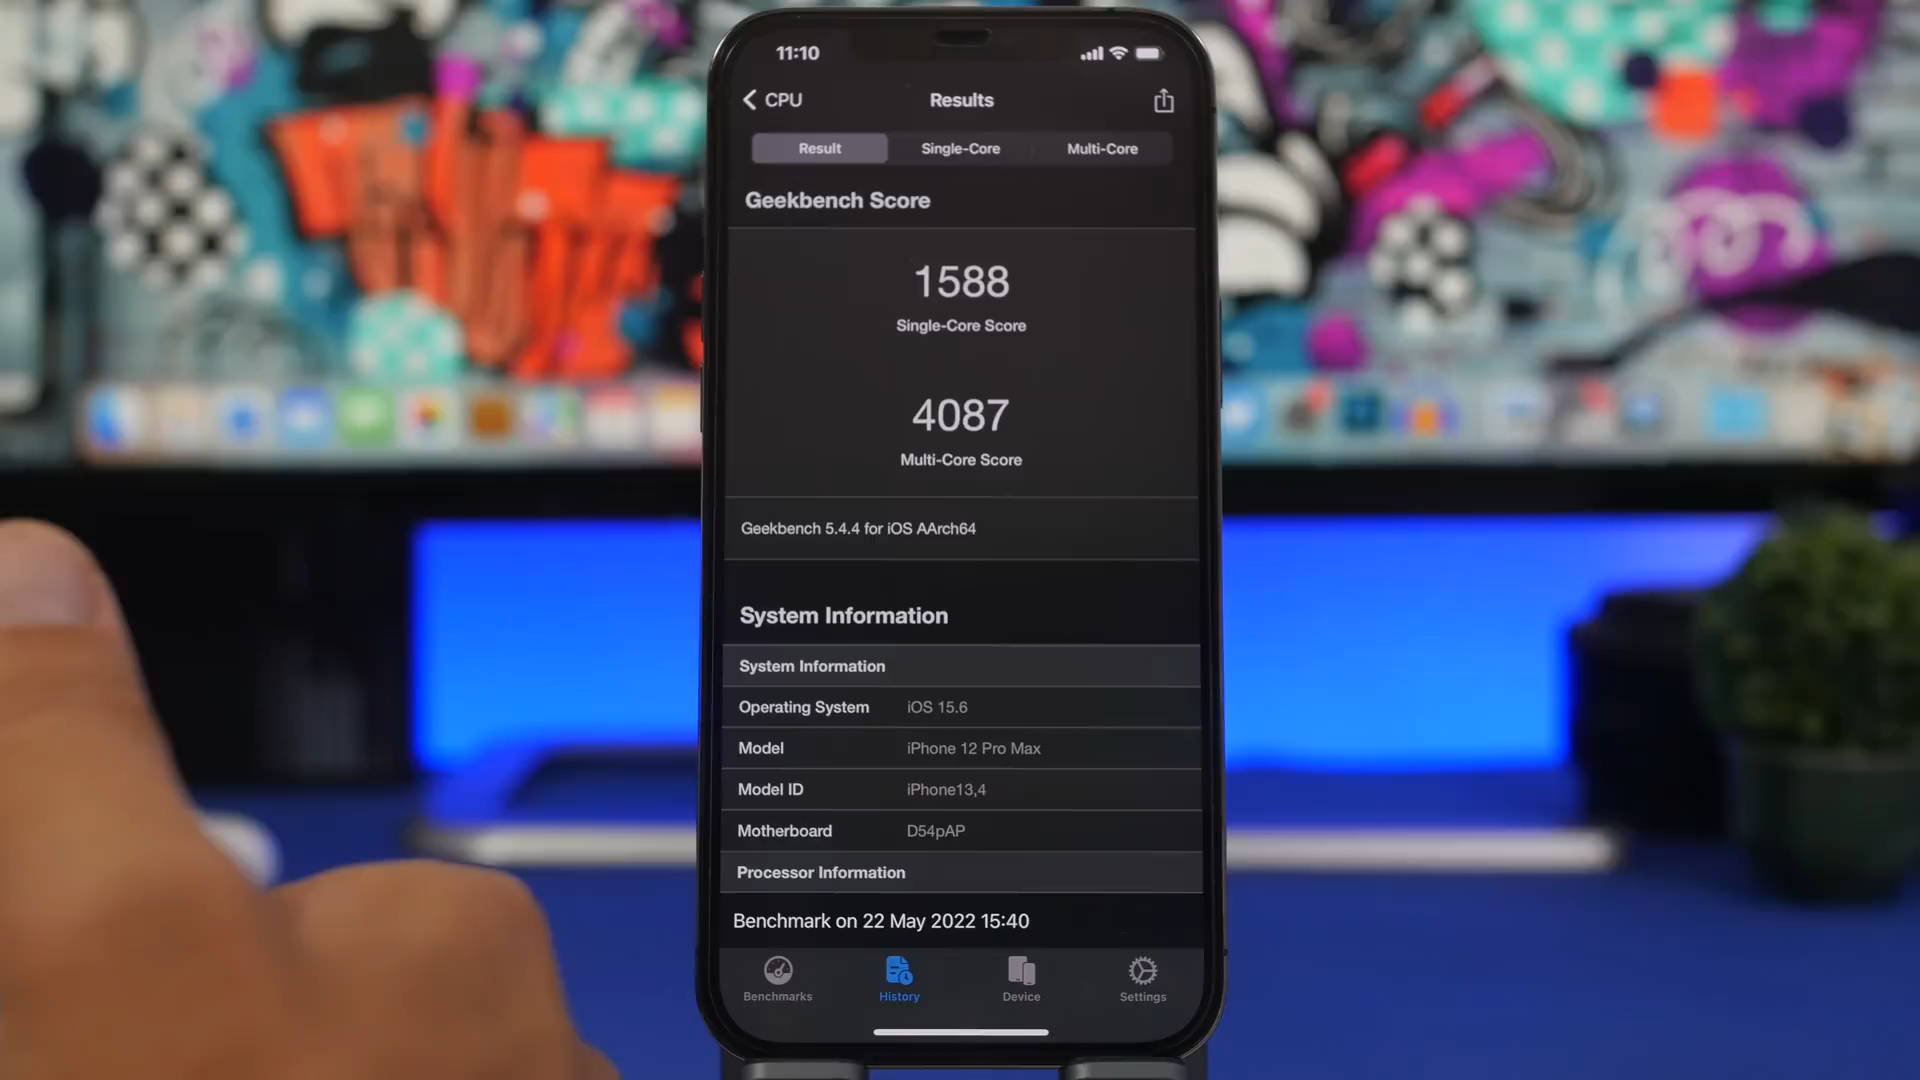 11:10
CPU
Results
Result Single-Core Multi-Core
Geekbench Score
1588
Single-Core Score
4087
Multi-Core Score
Geekbench 5.4.4 for iOS AArch64
System Information
System Information
Operating System iOS 15.6
Model iPhone 12 Pro Max
Model ID iPhone13,4
Motherboard D54pAP
Processor Information
Benchmark on 22 May 2022 15:40
Benchmarks History Device Settings